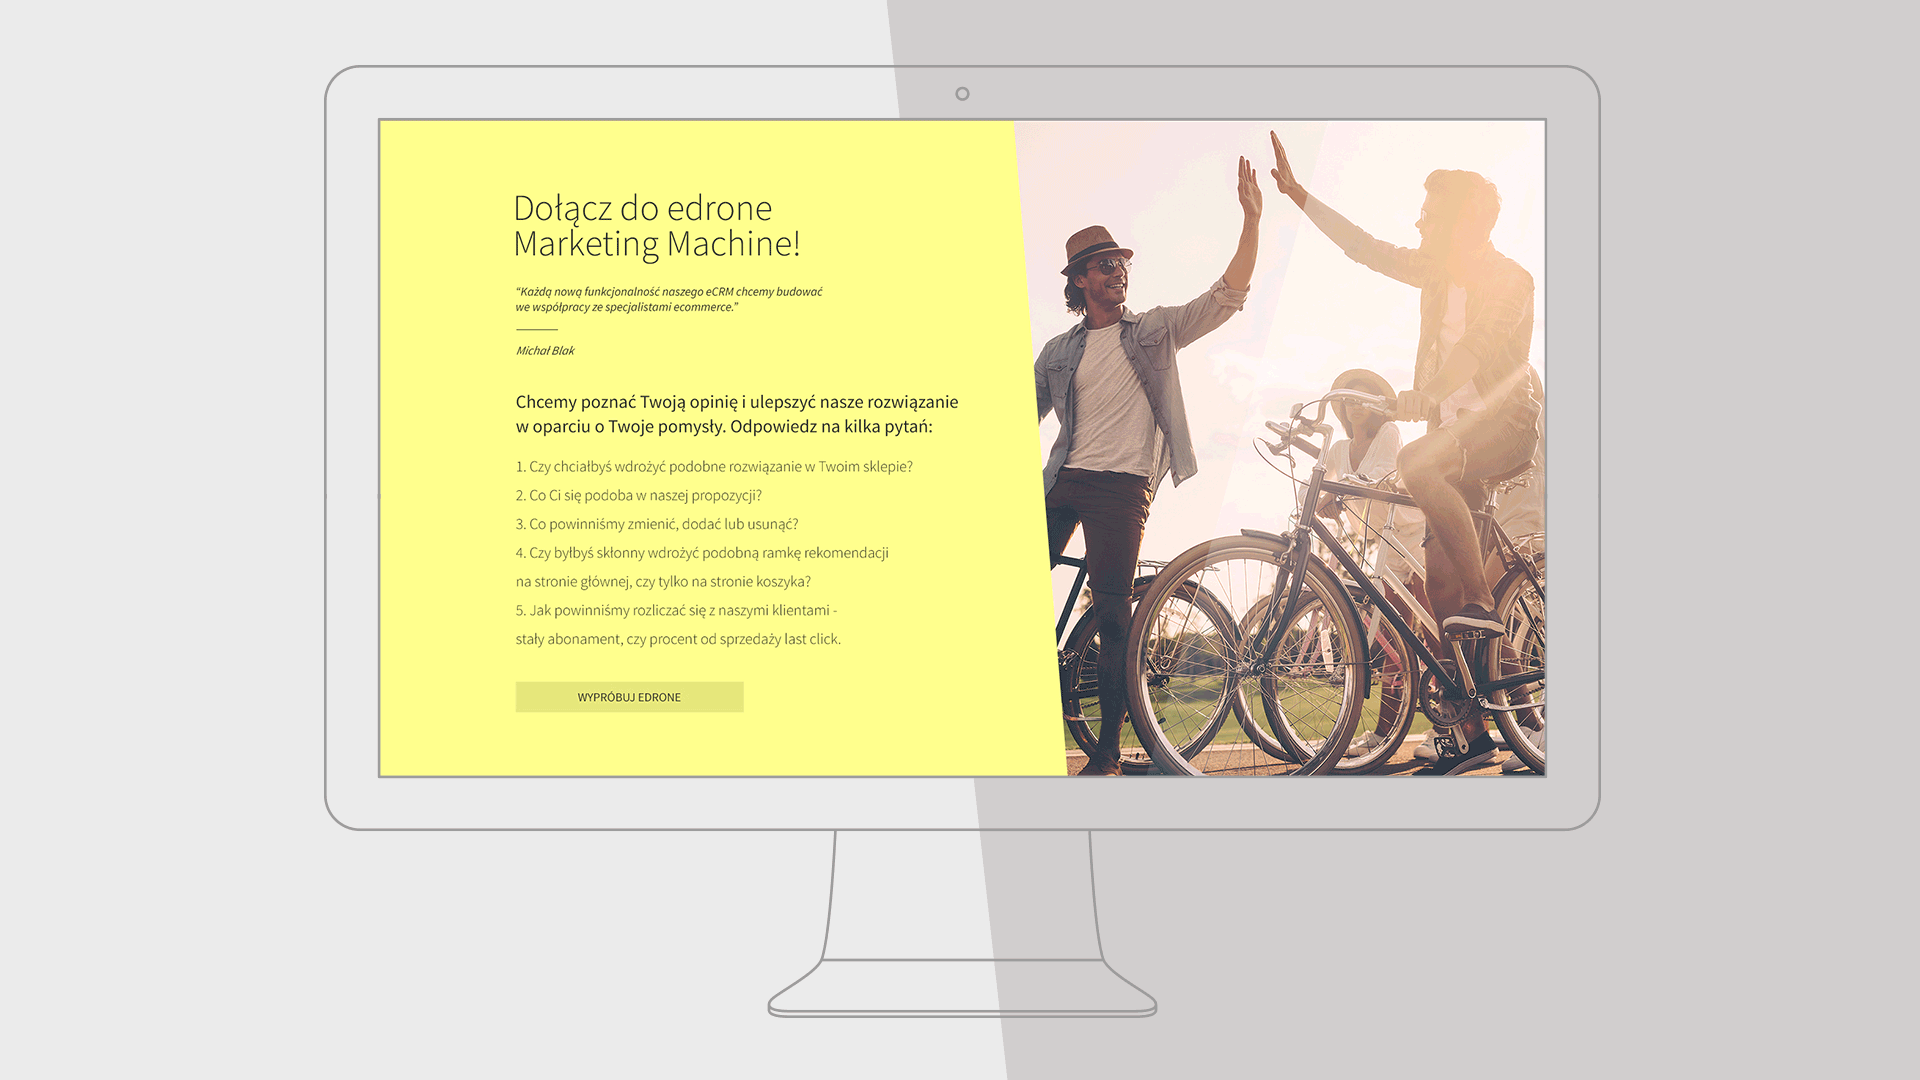 Dołącz do edrone
Marketing Machine!
“Każdą nową funkcjonalność naszego eCRM chcemy budować
we współpracy ze specjalistami ecommerce.”
Michał Blak
Chcemy poznać Twoją opinię i ulepszyć nasze rozwiązanie
w oparciu o Twoje pomysły. Odpowiedz na kilka pytań:
1. Czy chciałbyś wdrożyć podobne rozwiązanie w Twoim sklepie?
2. Co Ci się podoba w naszej propozycji?
3. Co powinniśmy zmienić, dodać lub usunąć?
4. Czy byłbyś skłonny wdrożyć podobną ramkę rekomendacji
na stronie głównej, czy tylko na stronie koszyka?
5. Jak powinniśmy rozliczać się z naszymi klientami -
stały abonament, czy procent od sprzedaży last click.
WYPRÓBUJ EDRONE